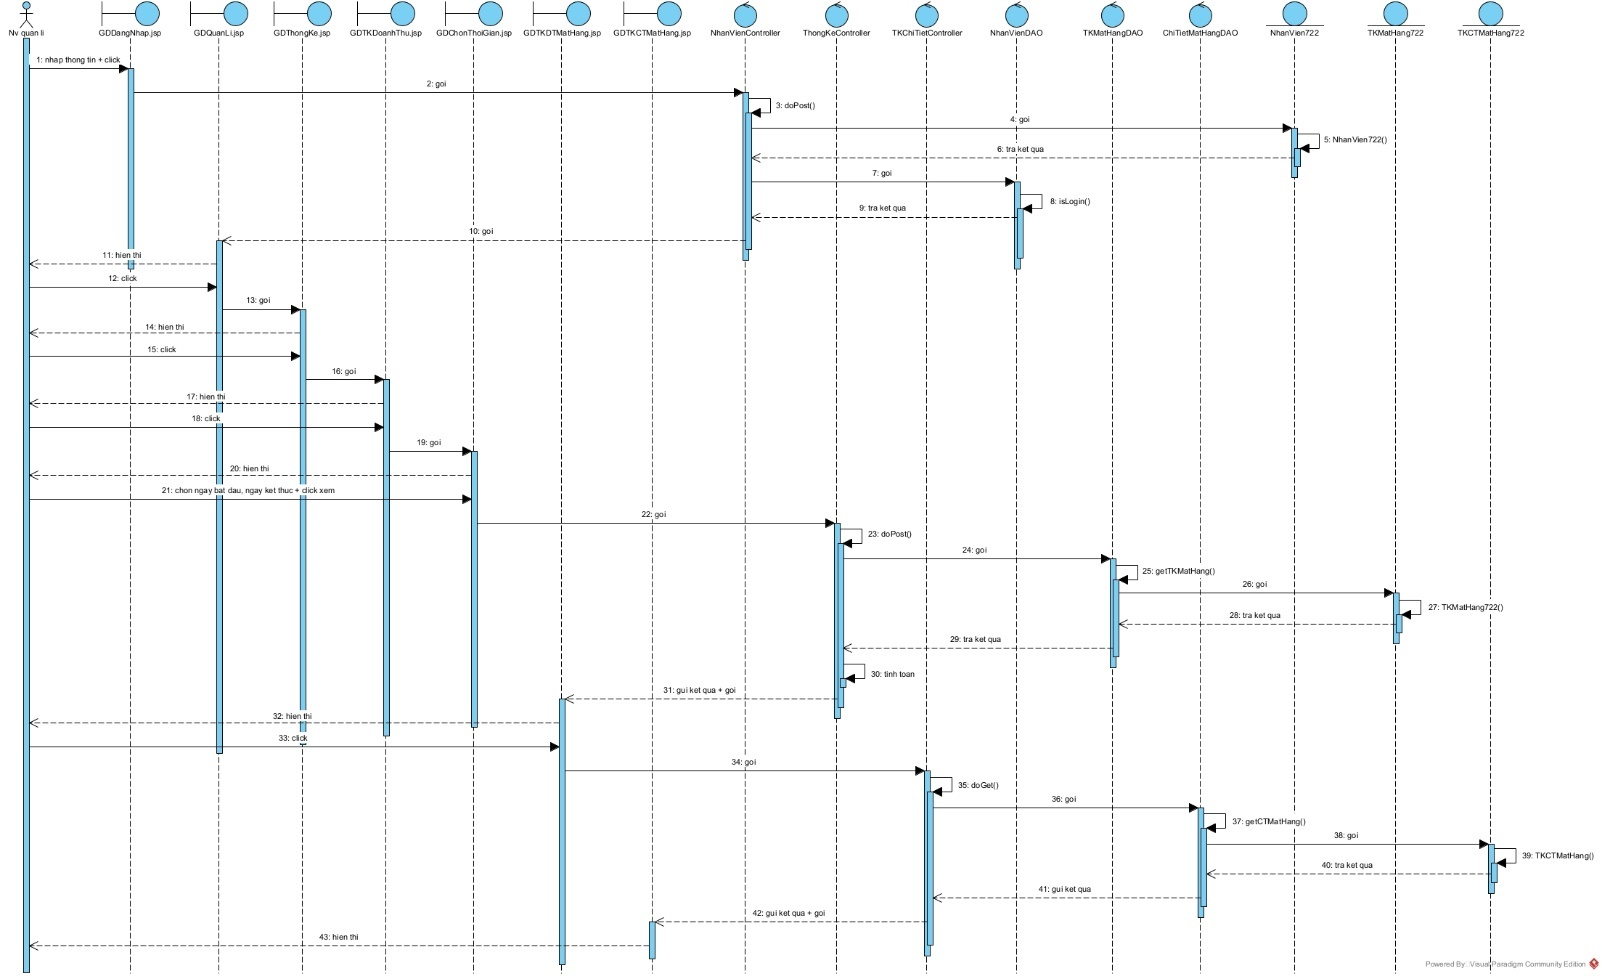 Nv quan li
GDDangNhap.jsp
GDQuanLi.jsp
GDThongKe.jsp
GDTKDoanhThu.jsp
GDChonThoiGian.jsp
GDTKDTMatHang.jsp
GDTKCTMatHang.jsp
NhanVienController
ThongKeController
TKChiTietController
NhanVienDAO
TKMatHangDAO
ChiTietMatHangDAO
NhanVien722
TKMatHang722
TKCTMatHang722
1: nhap thong tin + click
2: goi
3: doPost()
4: goi
5: NhanVien722()
6: tra ket qua
7: goi
8: isLogin()
9: tra ket qua
10: goi
11: hien thi
12: click
13: goi
14: hien thi
15: click
16: goi
17: hien thi
18: click
19: goi
20: hien thi
21: chon ngay bat dau, ngay ket thuc + click xem
22: goi
23: doPost()
24: goi
25: getTKMatHang()
26: goi
27: TKMatHang722()
28: tra ket qua
29: tra ket qua
30: tinh toan
31: gui ket qua + goi
32: hien thi
33: click
34: goi
35: doGet()
36: goi
37: getCTMatHang()
38: goi
39: TKCTMatHang()
40: tra ket qua
41: gui ket qua
42: gui ket qua + goi
43: hien thi
Powered By: Visual Paradigm Community Edition